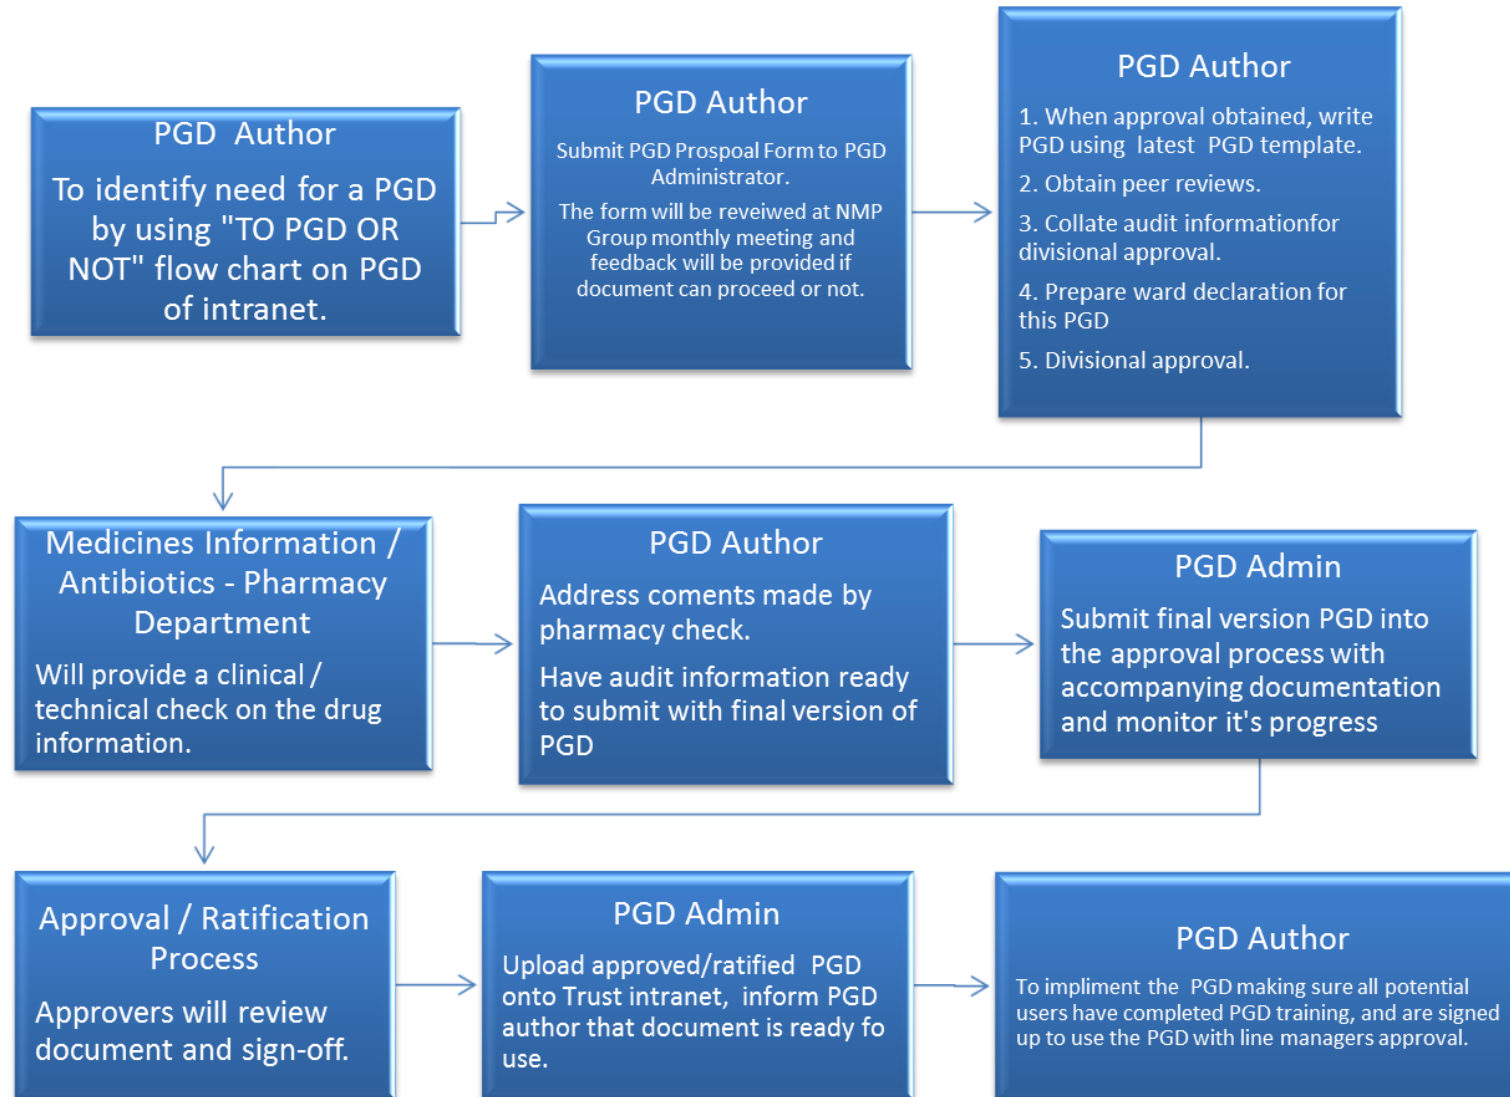 PGD Author
To identify need for a PGD
by using "TO PGD OR
NOT" flow chart on PGD
of intranet.
PGD Author
Submit PGD Prospoal Form to PGD
Administrator.
The form will be reveiwed at NMP
Group monthly meeting and
feedback will be provided if
document can proceed or not.
PGD Author
1. When approval obtained, write
PGD using latest PGD template.
2. Obtain peer reviews.
3. Collate audit informationfor
divisional approval.
4. Prepare ward declaration for
this PGD
5. Divisional approval.
Medicines Information /
Antibiotics - Pharmacy
Department
Will provide a clinical /
technical check on the drug
information.
PGD Author
Address coments made by
pharmacy check.
Have audit information ready
to submit with final version of
PGD
PGD Admin
Submit final version PGD into
the approval process with
accompanying documentation
and monitor it's progress
Approval / Ratification
Process
Approvers will review
document and sign-off.
PGD Admin
Upload approved/ratified PGD
onto Trust intranet, inform PGD
author that document is ready fo
use.
PGD Author
To impliment the PGD making sure all potential
users have completed PGD training, and are signed
up to use the PGD with line managers approval.